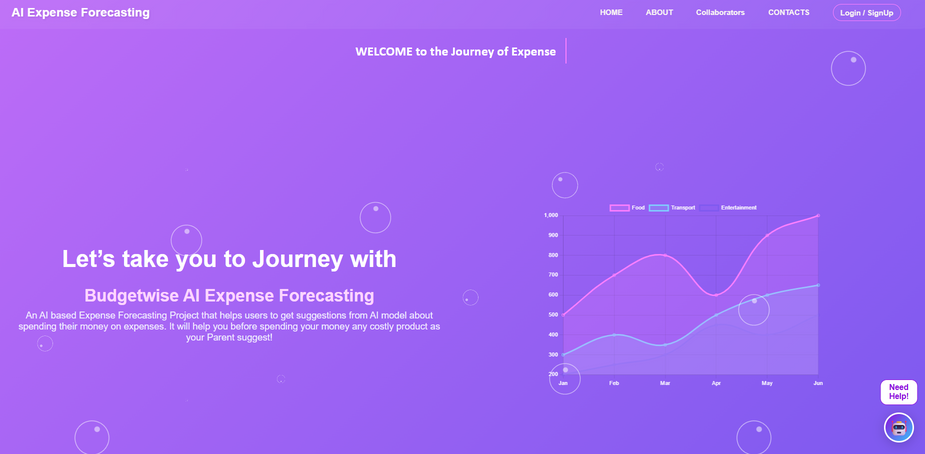 AI Expense Forecasting
HOME
ABOUT
Collaborators
CONTACTS
Login / SignUp
WELCOME to the Journey of Expense
Let’s take you to Journey with
Budgetwise AI Expense Forecasting
An AI based Expense Forecasting Project that helps users to get suggestions from AI model about
spending their money on expenses. It will help you before spending your money any costly product as
your Parent suggest!
Food
Transport
Entertainment
1,000
900
800
700
600
500
400
300
200
Jan
Feb
Mar
Apr
May
Jun
Need
Help!